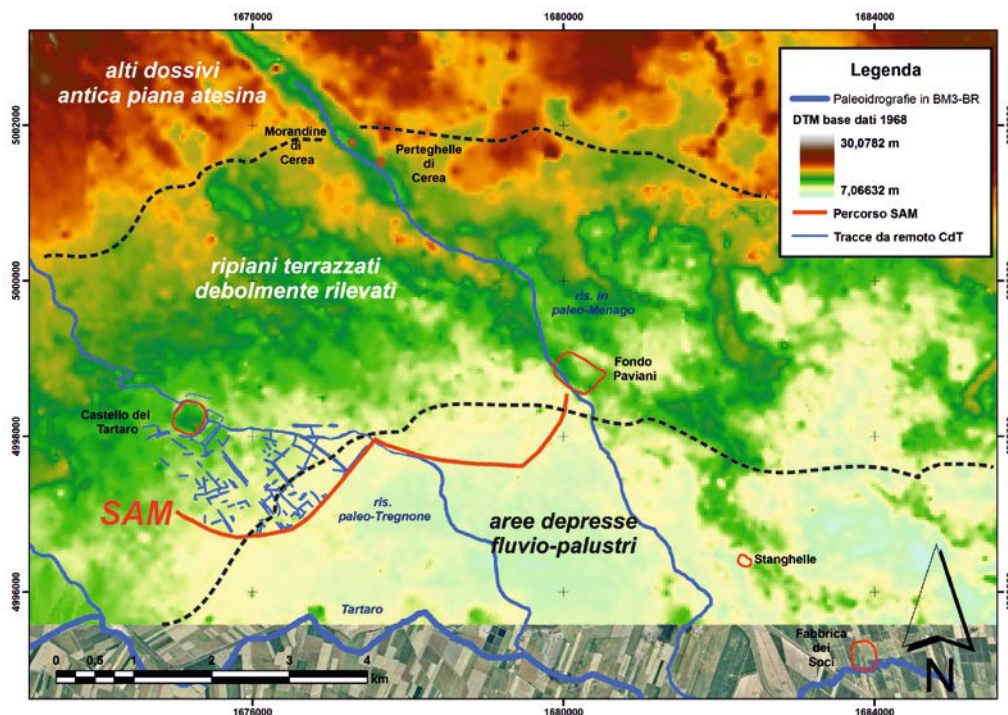 1676000
1680000
1684000
alti dossivi
antica piana atesina
Morandine
di
Cerea
Perteghelle
di
Cerea
Legenda
Paleoidrografie in BM3-BR
DTM base dati 1968
30,0782 m
7,06632 m
Percorso SAM
Tracce da remoto CdT
5002000
5000000
4998000
4996000
ripiani terrazzati
debolmente rilevati
ris. in
paleo-Menago
Fondo
Paviani
Castello del
Tartaro
SAM
ris.
paleo-Tregnone
aree depresse
fluvio-palustri
Stanghelle
Tartaro
Fabbrica
dei
Soci
0 0,5 1 2 3 4
km
N
1676000
1680000
1684000